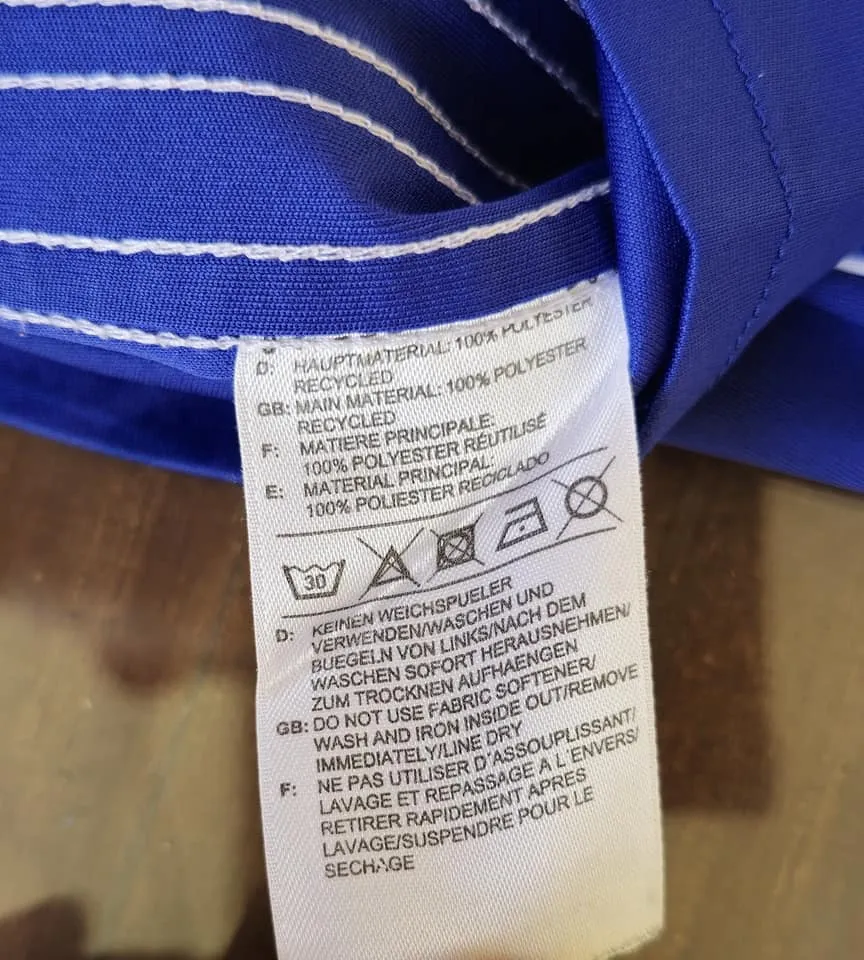 D: HAUPTMATERIAL: 100% POLYESTER
RECYCLED
GB: MAIN MATERIAL: 100% POLYESTER
RECYCLED
F: MATIERE PRINCIPALE:
100% POLYESTER RÉUTILISÉ
E: MATERIAL PRINCIPAL:
100% POLIESTER RECICLADO
30
D: KEINEN WEICHSPUELER
VERWENDEN/WASCHEN UND
BUEGELN VON LINKS/NACH DEM
WASCHEN SOFORT HERAUSNEHMEN/
ZUM TROCKNEN AUFHAENGEN
GB: DO NOT USE FABRIC SOFTENER/
WASH AND IRON INSIDE OUT/REMOVE
IMMEDIATELY/LINE DRY
F: NE PAS UTILISER D'ASSOUPLISSANT/
LAVAGE ET REPASSAGE A L'ENVERS/
RETIRER RAPIDEMENT APRES
LAVAGE/SUSPENDRE POUR LE
SECHAGE